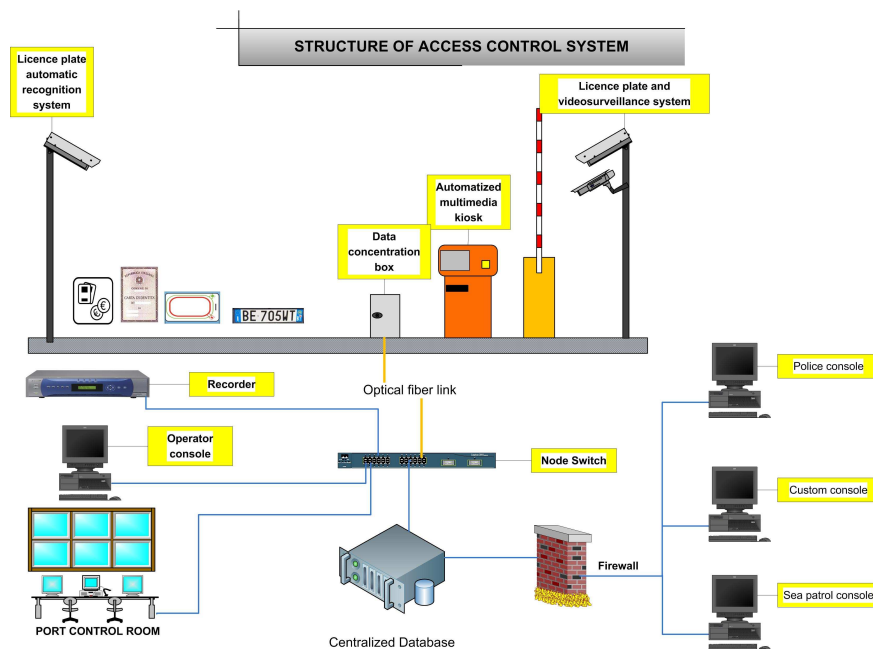 STRUCTURE OF ACCESS CONTROL SYSTEM
Licence plate
automatic
recognition
system
Licence plate and
videosurveillance system
Automatized
multimedia
kiosk
Data
concentration
box
CARTA D'IDENTITA'
BE 705WT
Optical fiber link
Recorder
Operator
console
Node Switch
Police console
Custom console
Sea patrol console
Firewall
PORT CONTROL ROOM
Centralized Database